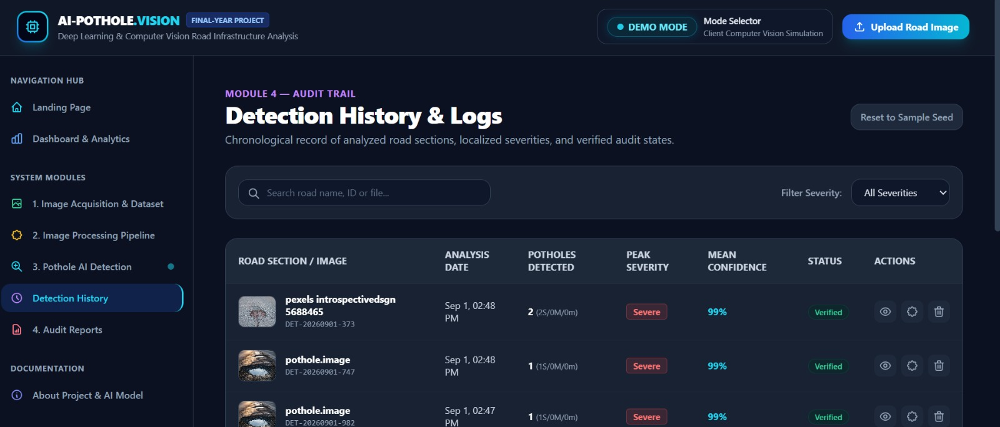 AI-POTHOLE.VISION
FINAL-YEAR PROJECT
Deep Learning & Computer Vision Road Infrastructure Analysis
DEMO MODE
Mode Selector
Client Computer Vision Simulation
Upload Road Image
NAVIGATION HUB
Landing Page
Dashboard & Analytics
SYSTEM MODULES
1. Image Acquisition & Dataset
2. Image Processing Pipeline
3. Pothole AI Detection
Detection History
4. Audit Reports
DOCUMENTATION
About Project & AI Model
MODULE 4 — AUDIT TRAIL
Detection History & Logs
Chronological record of analyzed road sections, localized severities, and verified audit states.
Reset to Sample Seed
Search road name, ID or file...
Filter Severity:
All Severities
ROAD SECTION / IMAGE
ANALYSIS
DATE
POTHOLES
DETECTED
PEAK
SEVERITY
MEAN
CONFIDENCE
STATUS
ACTIONS
pexels introspectivedsgn
5688465
DET-20260901-373
Sep 1, 02:48
PM
2 (2S/0M/0m)
Severe
99%
Verified
pothole.image
DET-20260901-747
Sep 1, 02:48
PM
1 (1S/0M/0m)
Severe
99%
Verified
pothole.image
DET-20260901-982
Sep 1, 02:47
PM
1 (1S/0M/0m)
Severe
99%
Verified